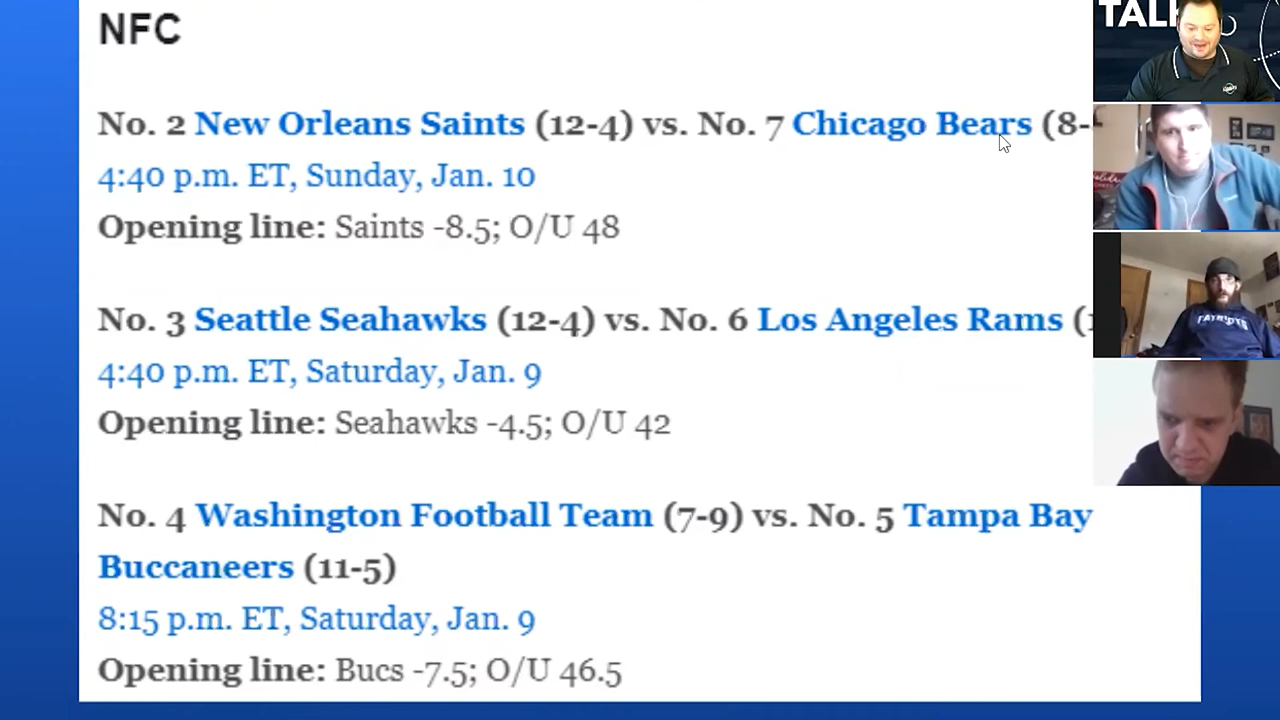 NFC
TALK
No. 2 New Orleans Saints (12-4) vs. No. 7 Chicago Bears (8-
4:40 p.m. ET, Sunday, Jan. 10
Opening line: Saints -8.5; O/U 48
No. 3 Seattle Seahawks (12-4) vs. No. 6 Los Angeles Rams (1
4:40 p.m. ET, Saturday, Jan. 9
PATRIOTS
Opening line: Seahawks -4.5; O/U 42
No. 4 Washington Football Team (7-9) vs. No. 5 Tampa Bay
Buccaneers (11-5)
8:15 p.m. ET, Saturday, Jan. 9
Opening line: Bucs -7.5; O/U 46.5